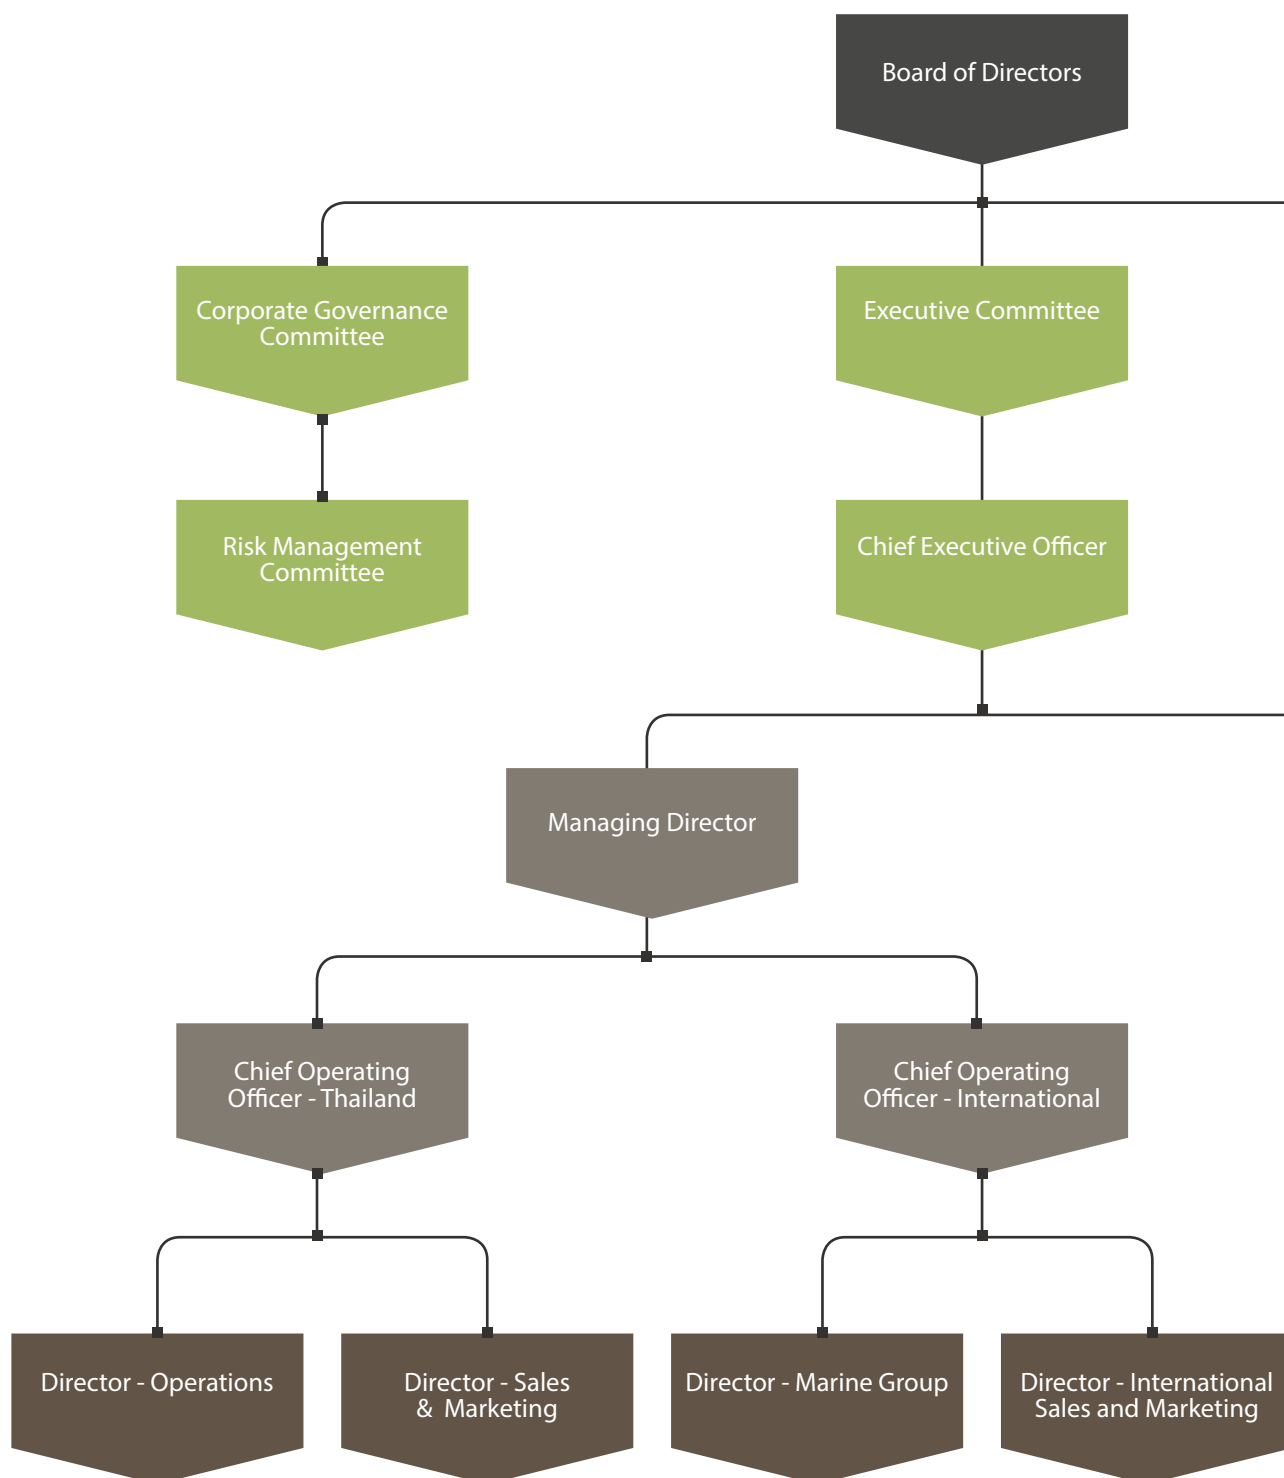 Board of Directors
Corporate Governance
Committee
Executive Committee
Risk Management
Committee
Chief Executive Officer
Managing Director
Chief Operating
Officer - Thailand
Chief Operating
Officer - International
Director - Operations
Director - Sales
& Marketing
Director - Marine Group
Director - International
Sales and Marketing